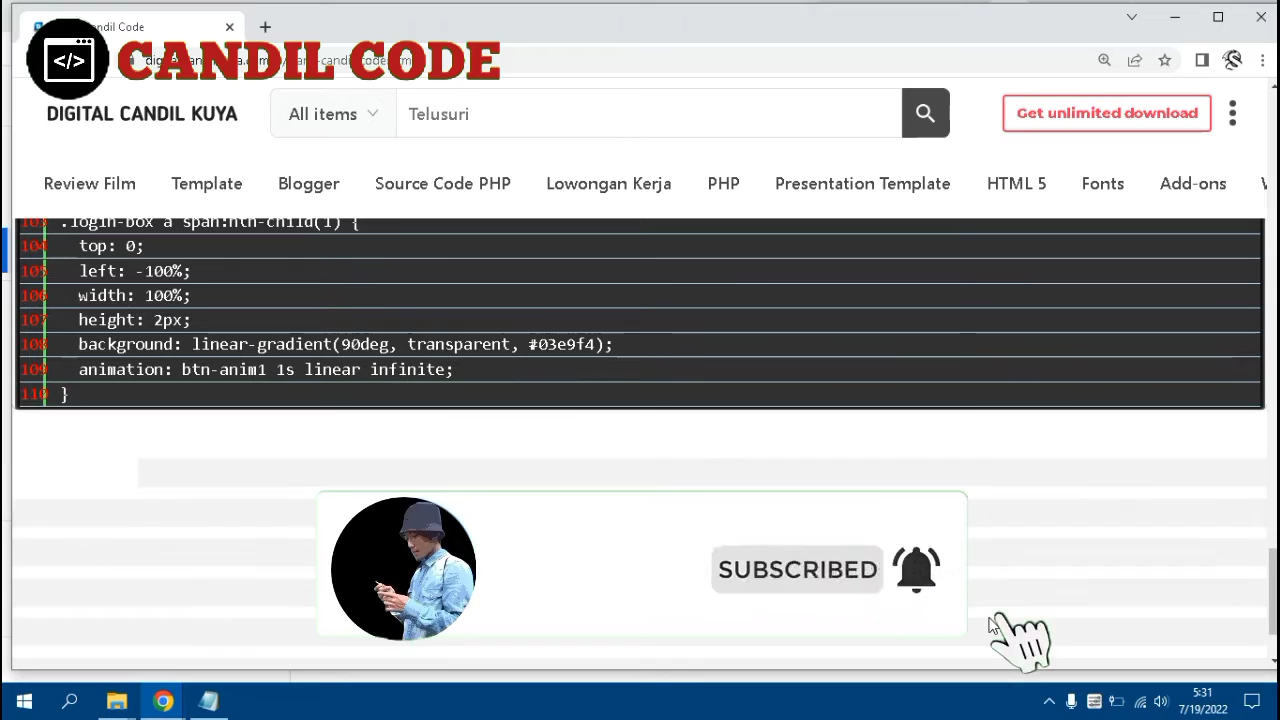 Candil Code
CANDIL CODE
DIGITAL CANDIL KUYA
All items
Telusuri
Get unlimited download
Review Film
Template
Blogger
Source Code PHP
Lowongan Kerja
PHP
Presentation Template
HTML 5
Fonts
Add-ons
103 .login-box a span:nth-child(1) {
104 top: 0;
105 left: -100%;
106 width: 100%;
107 height: 2px;
108 background: linear-gradient(90deg, transparent, #03e9f4);
109 animation: btn-anim1 1s linear infinite;
110 }
SUBSCRIBED
5:31
7/19/2022